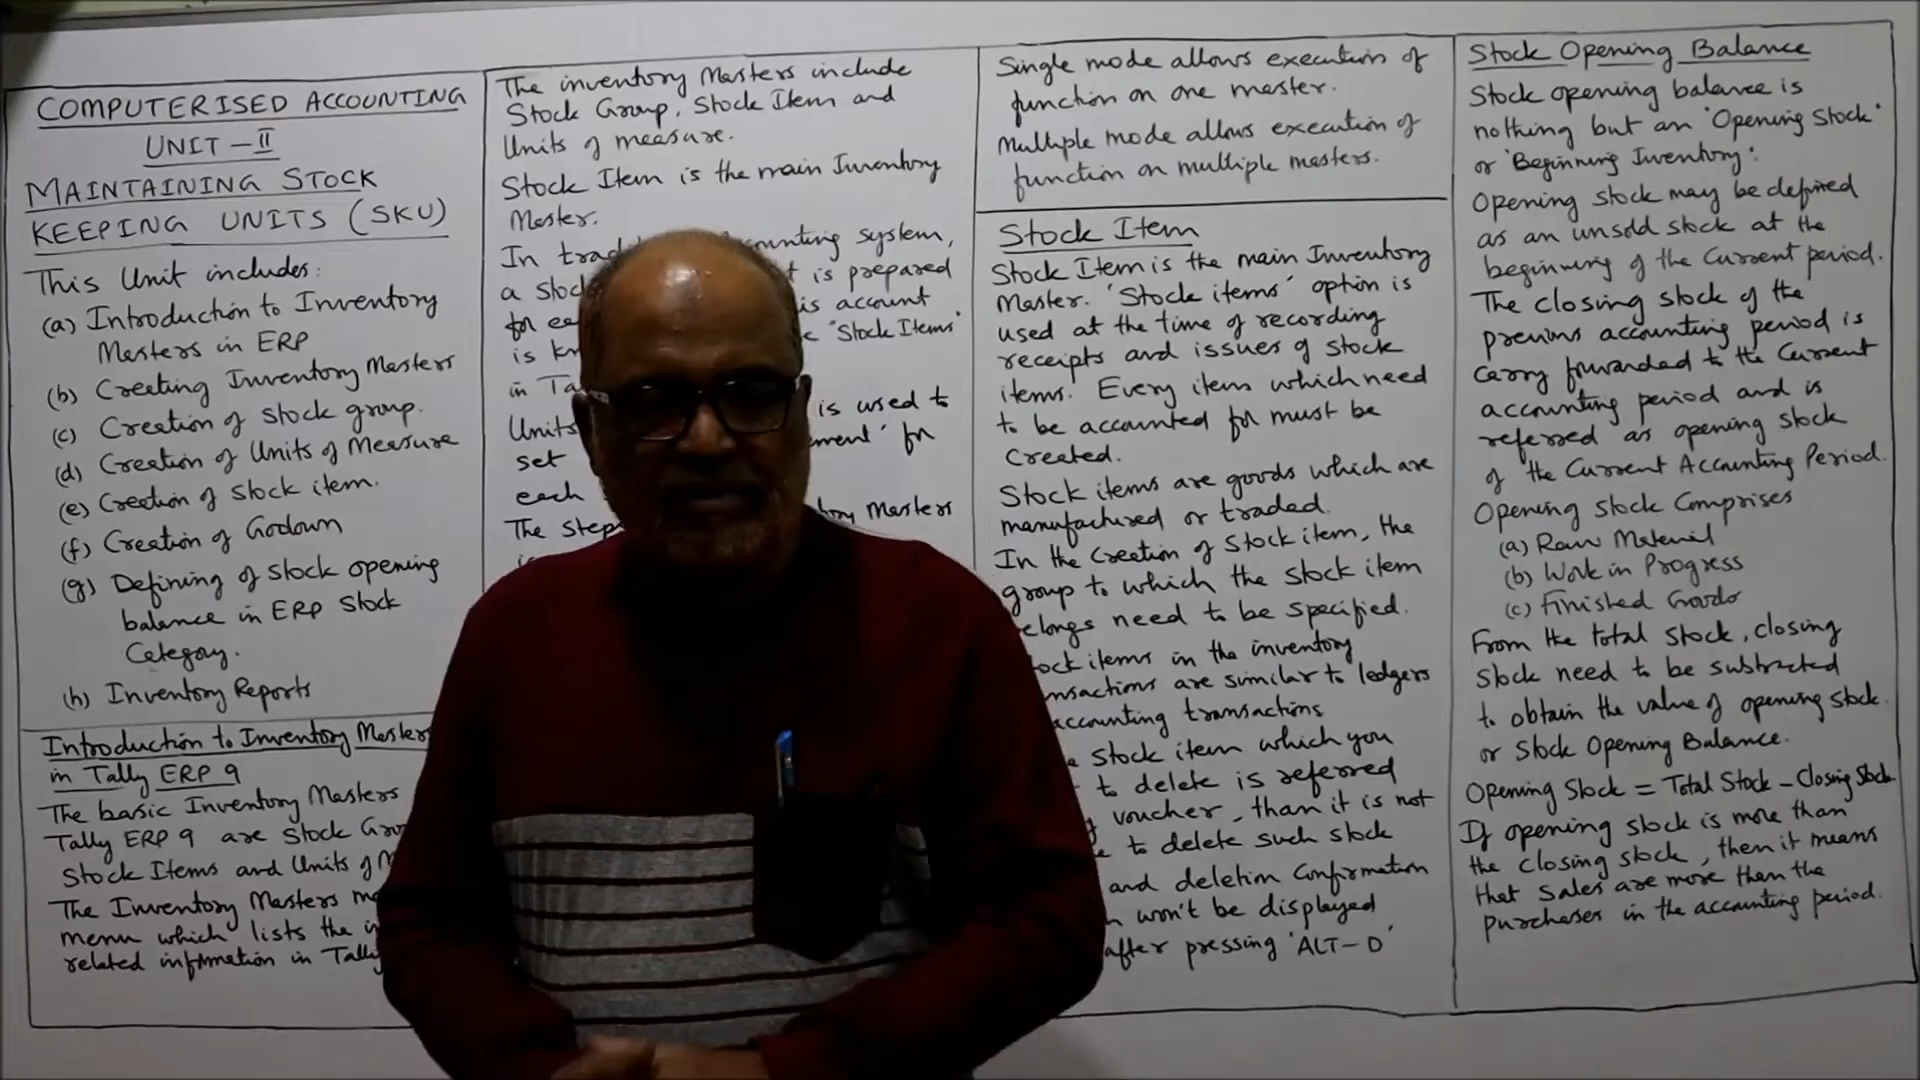 COMPUTERISED ACCOUNTING
UNIT - II
MAINTAINING STOCK
KEEPING UNITS (SKU)
This Unit includes:
(a) Introduction to Inventory
Masters in ERP
(b) Creating Inventory Masters
(c) Creation of stock group.
(d) Creation of Units of Measure
(e) Creation of stock item.
(f) Creation of Godown
(g) Defining of stock opening
balance in ERP Stock
Category.
(h) Inventory Reports
Introduction to Inventory Masters
in Tally ERP 9
The basic Inventory Masters
Tally ERP 9 are Stock
Stock Items and Units of
The Inventory Masters
menu which lists the
related information in Tally
The inventory Masters include
Stock Group, Stock Item and
Units of measure.
Stock Item is the main Inventory
Master.
In system,
a is prepared
for account
is "Stock Items"
in
Units is used to
set for
each
The Masters
Single mode allows execution of
function on one master.
Multiple mode allows execution of
function on multiple masters.
Stock Item
Stock Item is the main Inventory
Master. 'Stock items' option is
used at the time of recording
receipts and issues of stock
items. Every item which need
to be accounted for must be
created.
Stock items are goods which are
manufactured or traded.
In the creation of stock item, the
group to which the stock item
elongs need to be specified.
ock items in the inventory
nsactions are similar to ledgers
accounting transactions
stock item which you
to delete is referred
voucher, than it is not
to delete such stock
and deletion Confirmation
won't be displayed
after pressing 'ALT-D'
Stock Opening Balance
Stock opening balance is
nothing but an 'Opening Stock'
or 'Beginning Inventory'.
Opening stock may be defined
as an unsold stock at the
beginning of the current period.
The closing stock of the
previous accounting period is
carry forwarded to the current
accounting period and is
referred as opening stock
of the Current Accounting Period.
Opening Stock Comprises
(a) Raw Material
(b) Work in Progress
(c) Finished Goods
From the total stock, closing
stock need to be substracted
to obtain the value of opening stock.
or Stock Opening Balance.
Opening Stock = Total Stock - Closing Stock
If opening stock is more than
the closing stock, then it means
that sales are more than the
purchases in the accounting period.